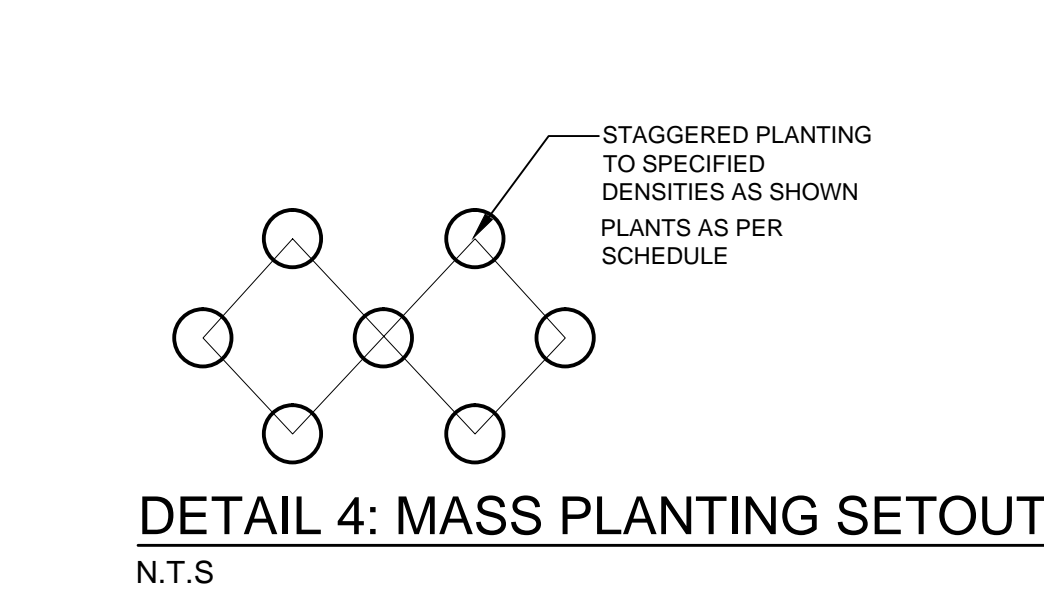 STAGGERED PLANTING
TO SPECIFIED
DENSITIES AS SHOWN
PLANTS AS PER
SCHEDULE
DETAIL 4: MASS PLANTING SETOUT
N.T.S